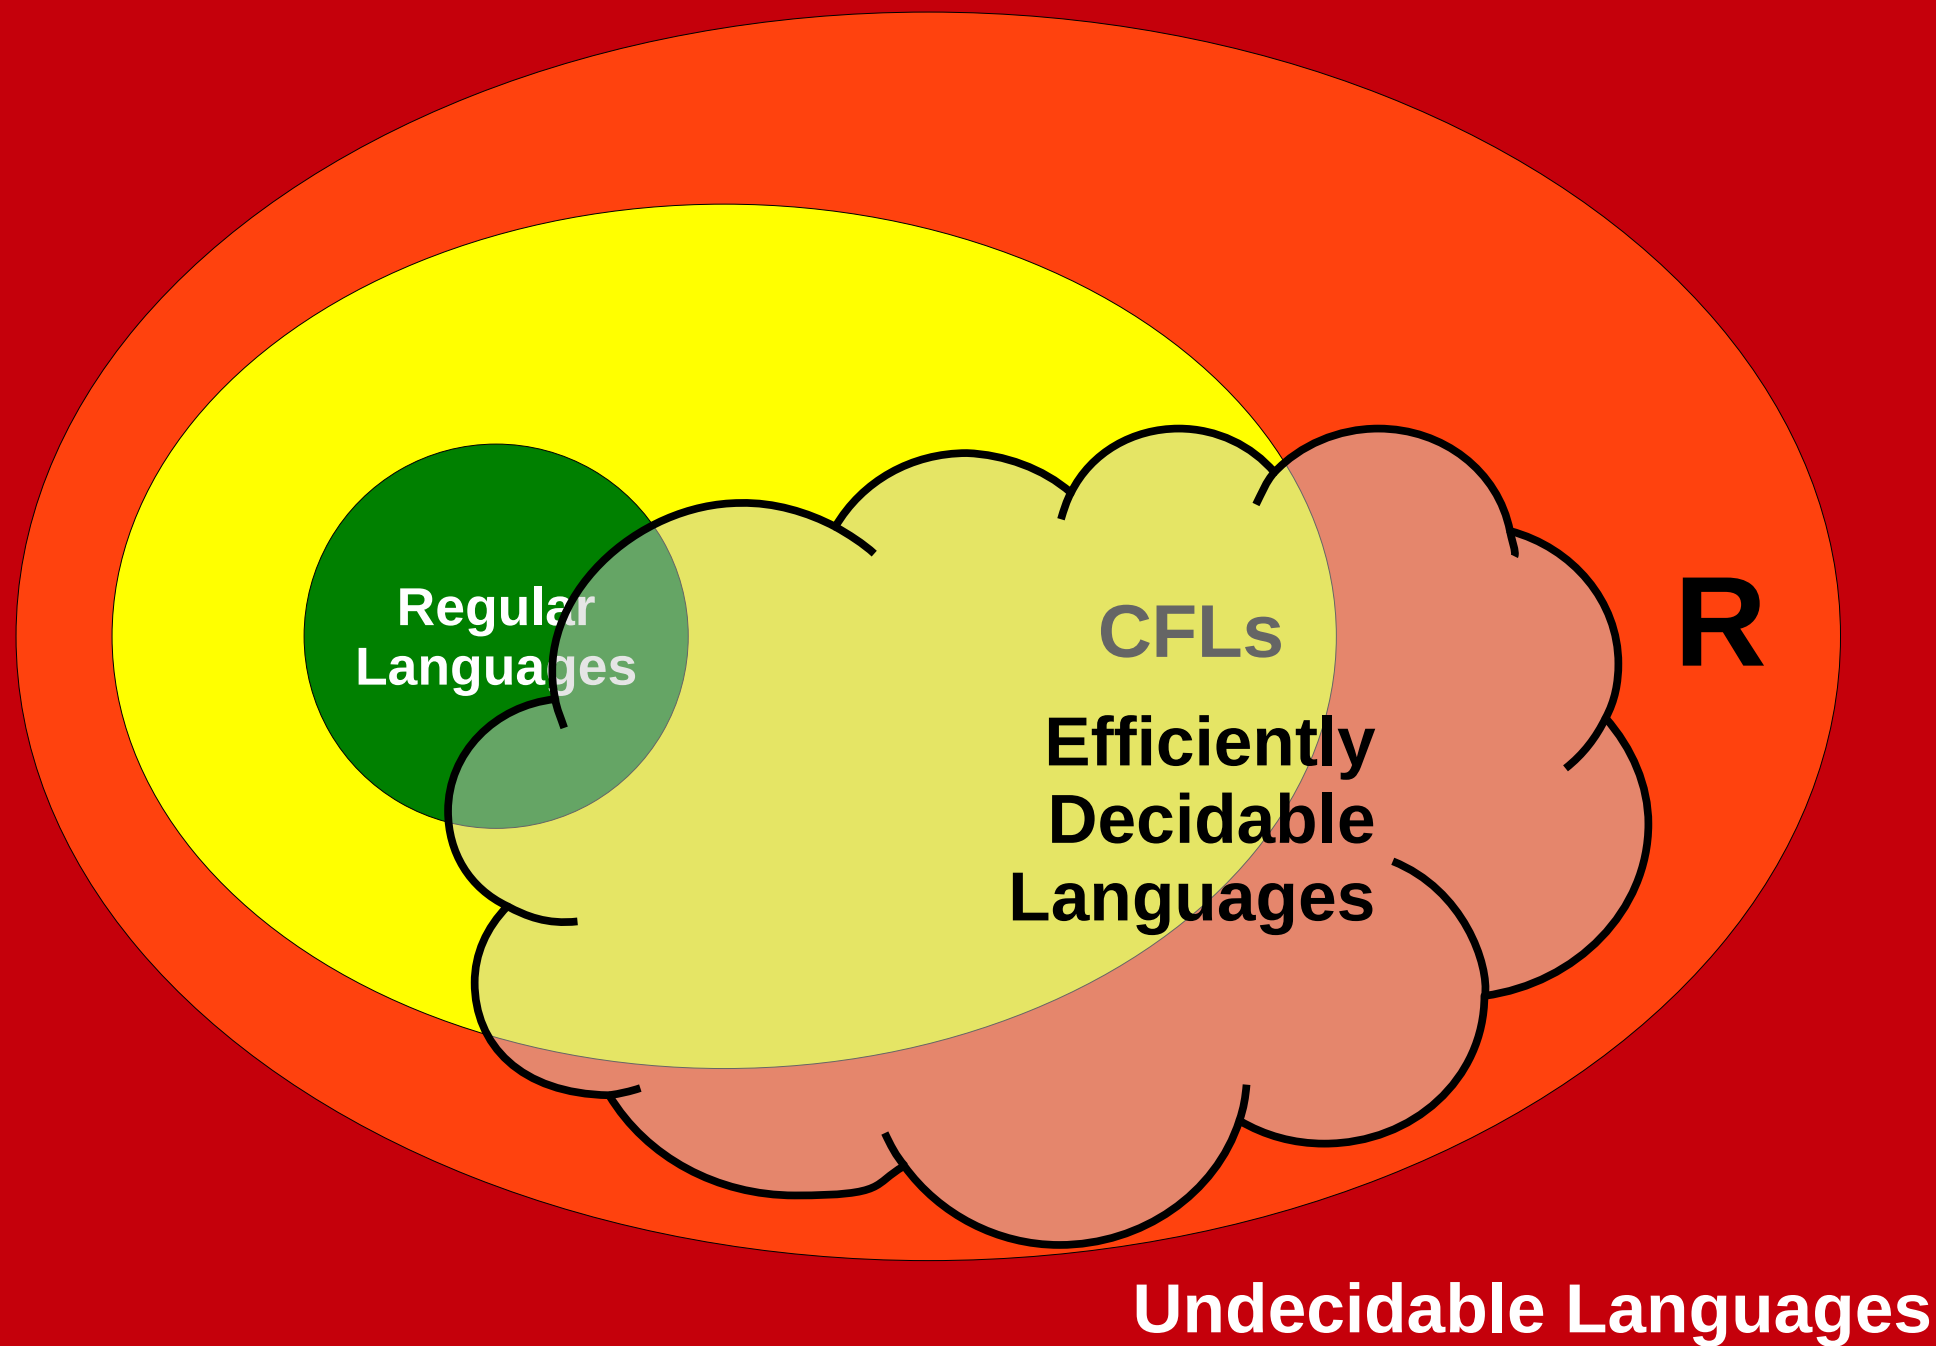 Regular
Languages
CFLs
Efficiently
Decidable
Languages
R
Undecidable Languages